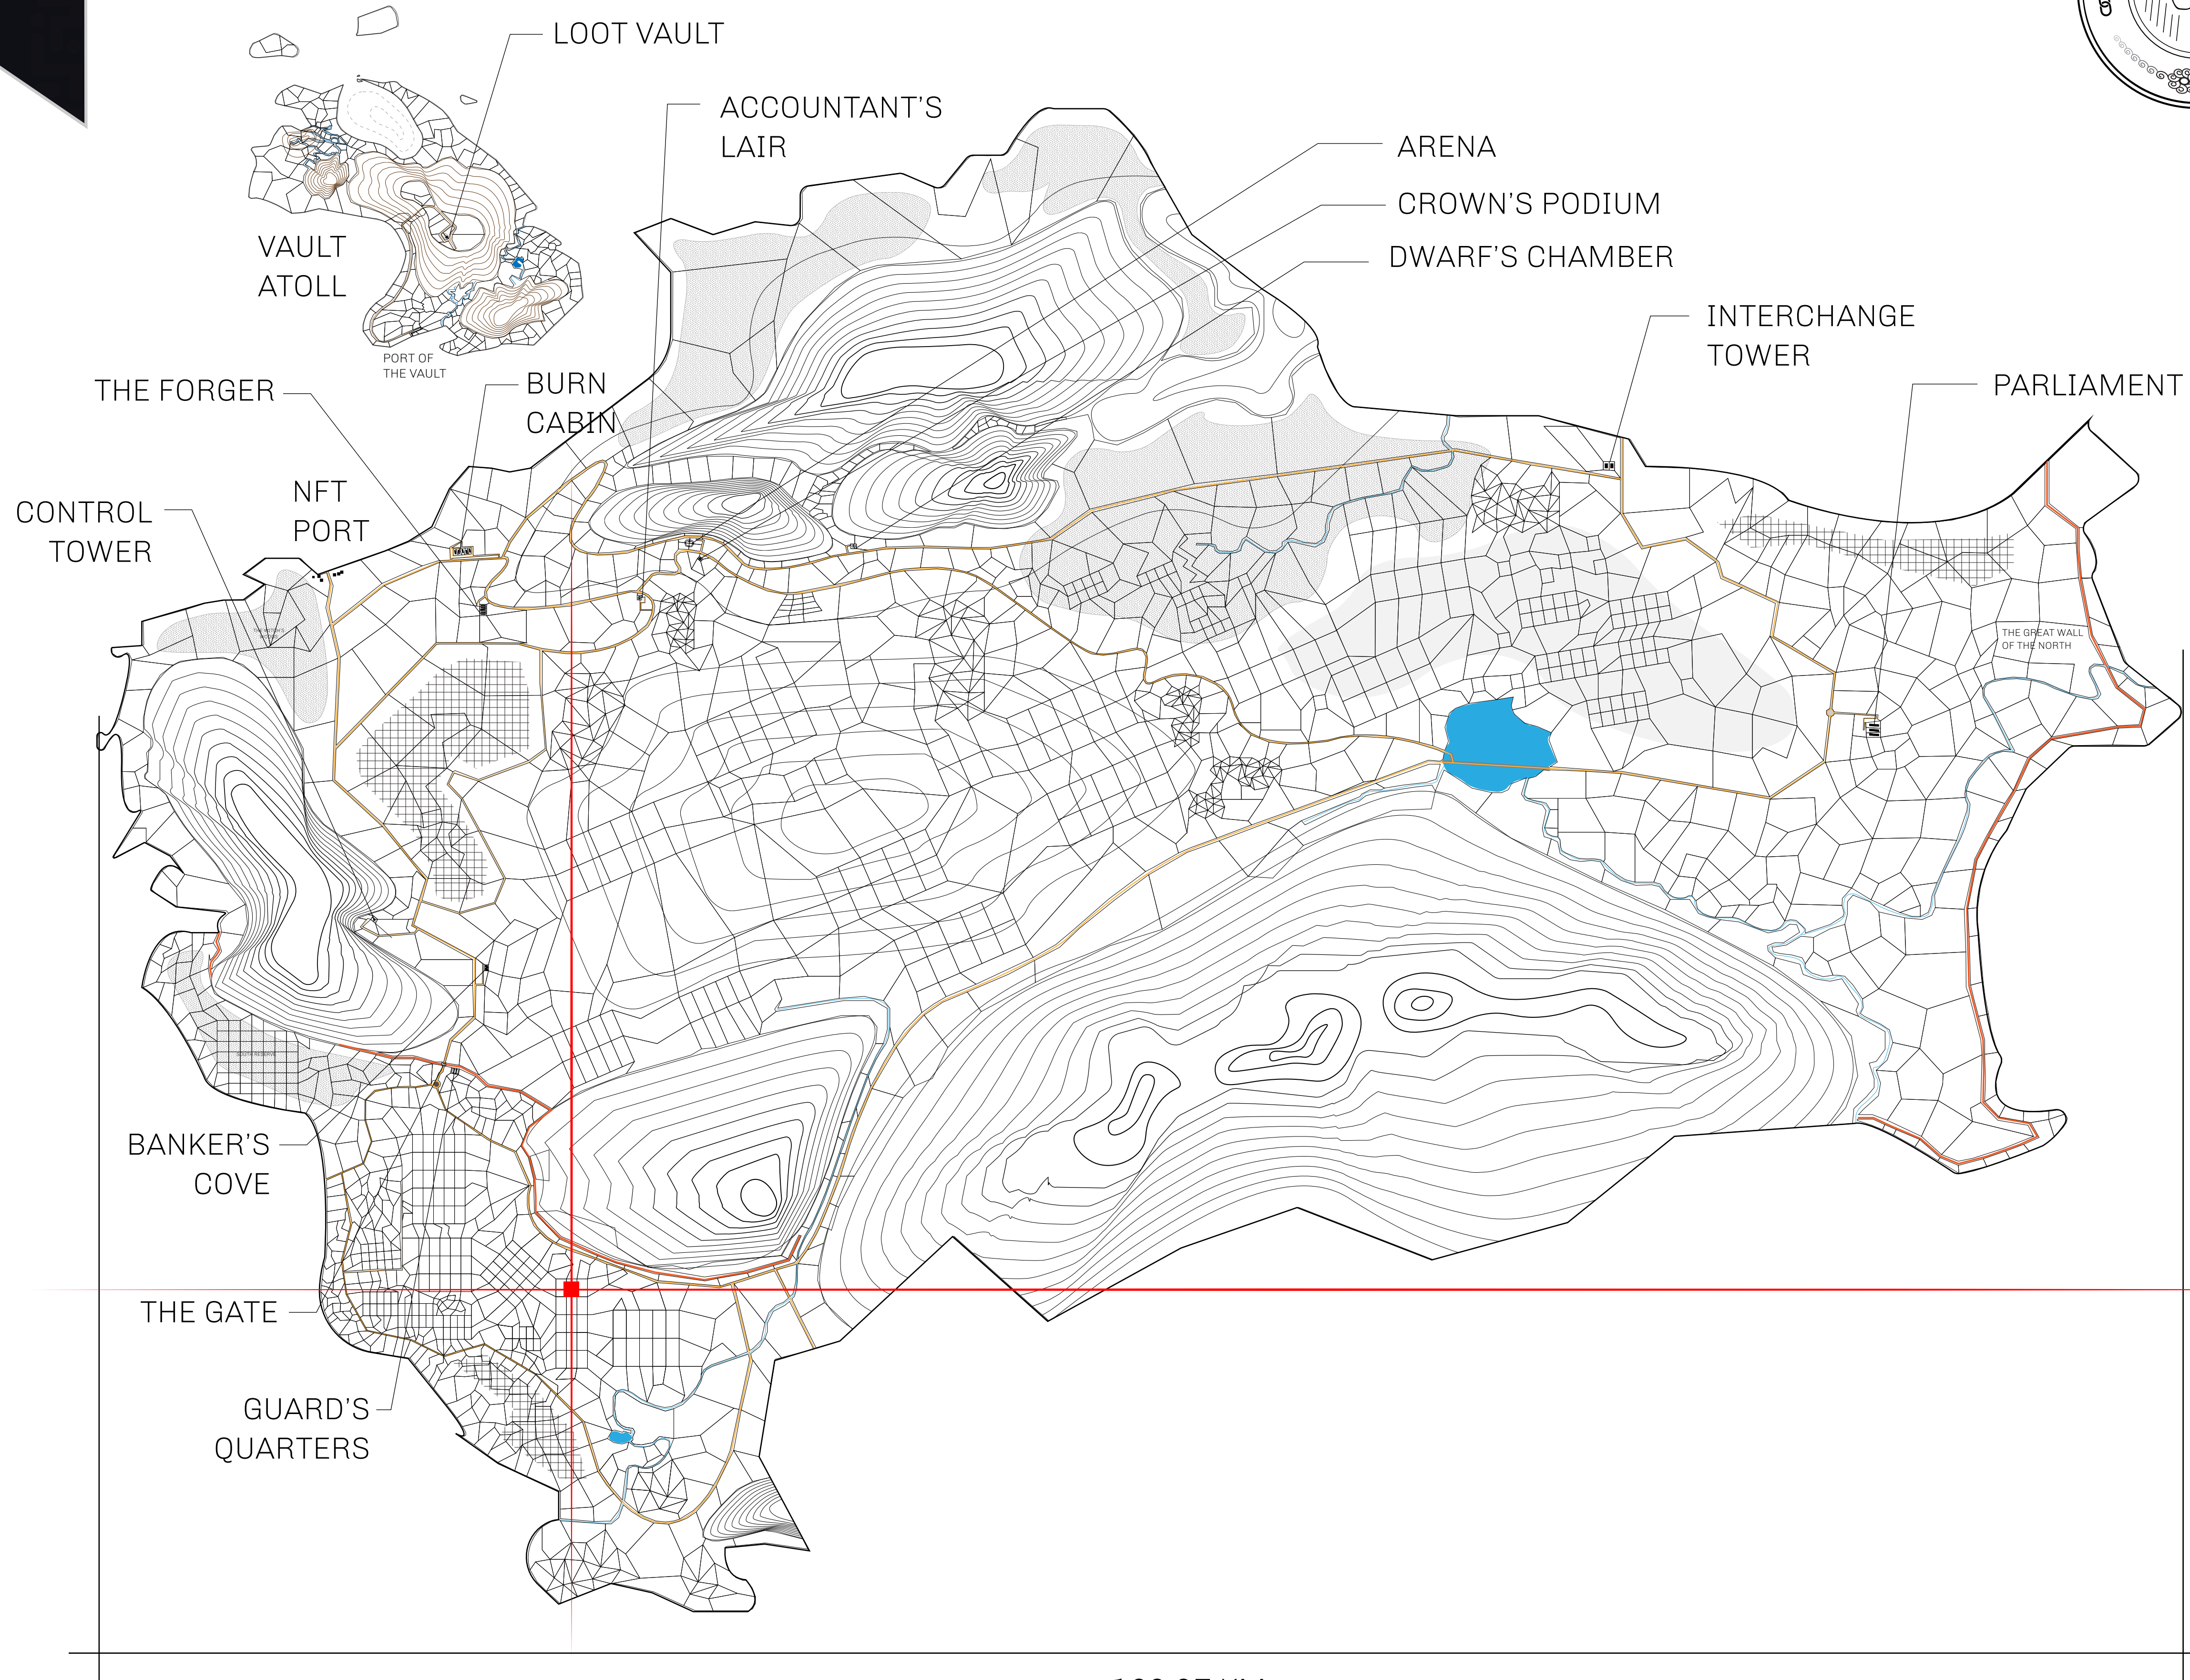 LOOT VAULT
ACCOUNTANT'S
LAIR
ARENA
CROWN'S PODIUM
DWARF'S CHAMBER
VAULT
ATOLL
PORT OF
THE VAULT
INTERCHANGE
TOWER
PARLIAMENT
THE FORGER
BURN
CABIN
NFT
PORT
CONTROL
TOWER
THE GREAT WALL
OF THE NORTH
SOUTH RESERVE
BANKER'S
COVE
THE GATE
GUARD'S
QUARTERS